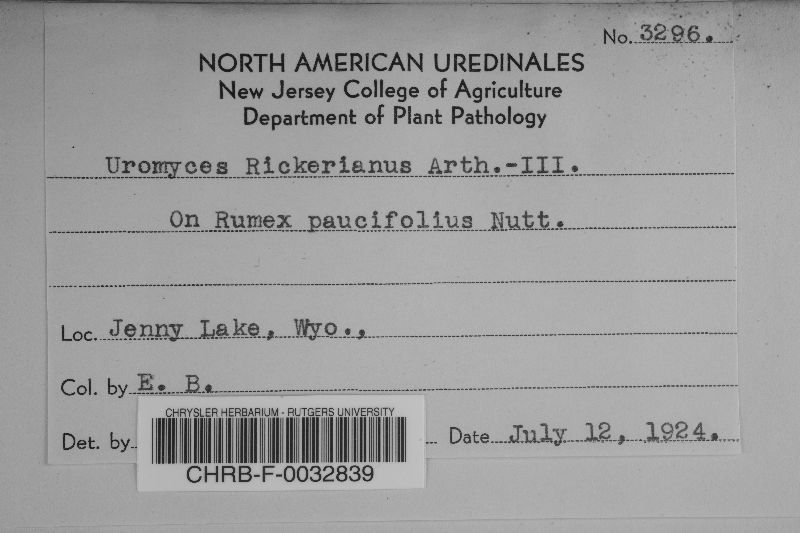 No. 3296.
NORTH AMERICAN UREDINALES
New Jersey College of Agriculture
Department of Plant Pathology
Uromyces Rickerianus Arth.-III.
On Rumex paucifolius Nutt.
Loc. Jenny Lake, Wyo.,
Col. by E. B.
Det. by
Date July 12, 1924.
CHRYSLER HERBARIUM - RUTGERS UNIVERSITY
CHRB-F-0032839